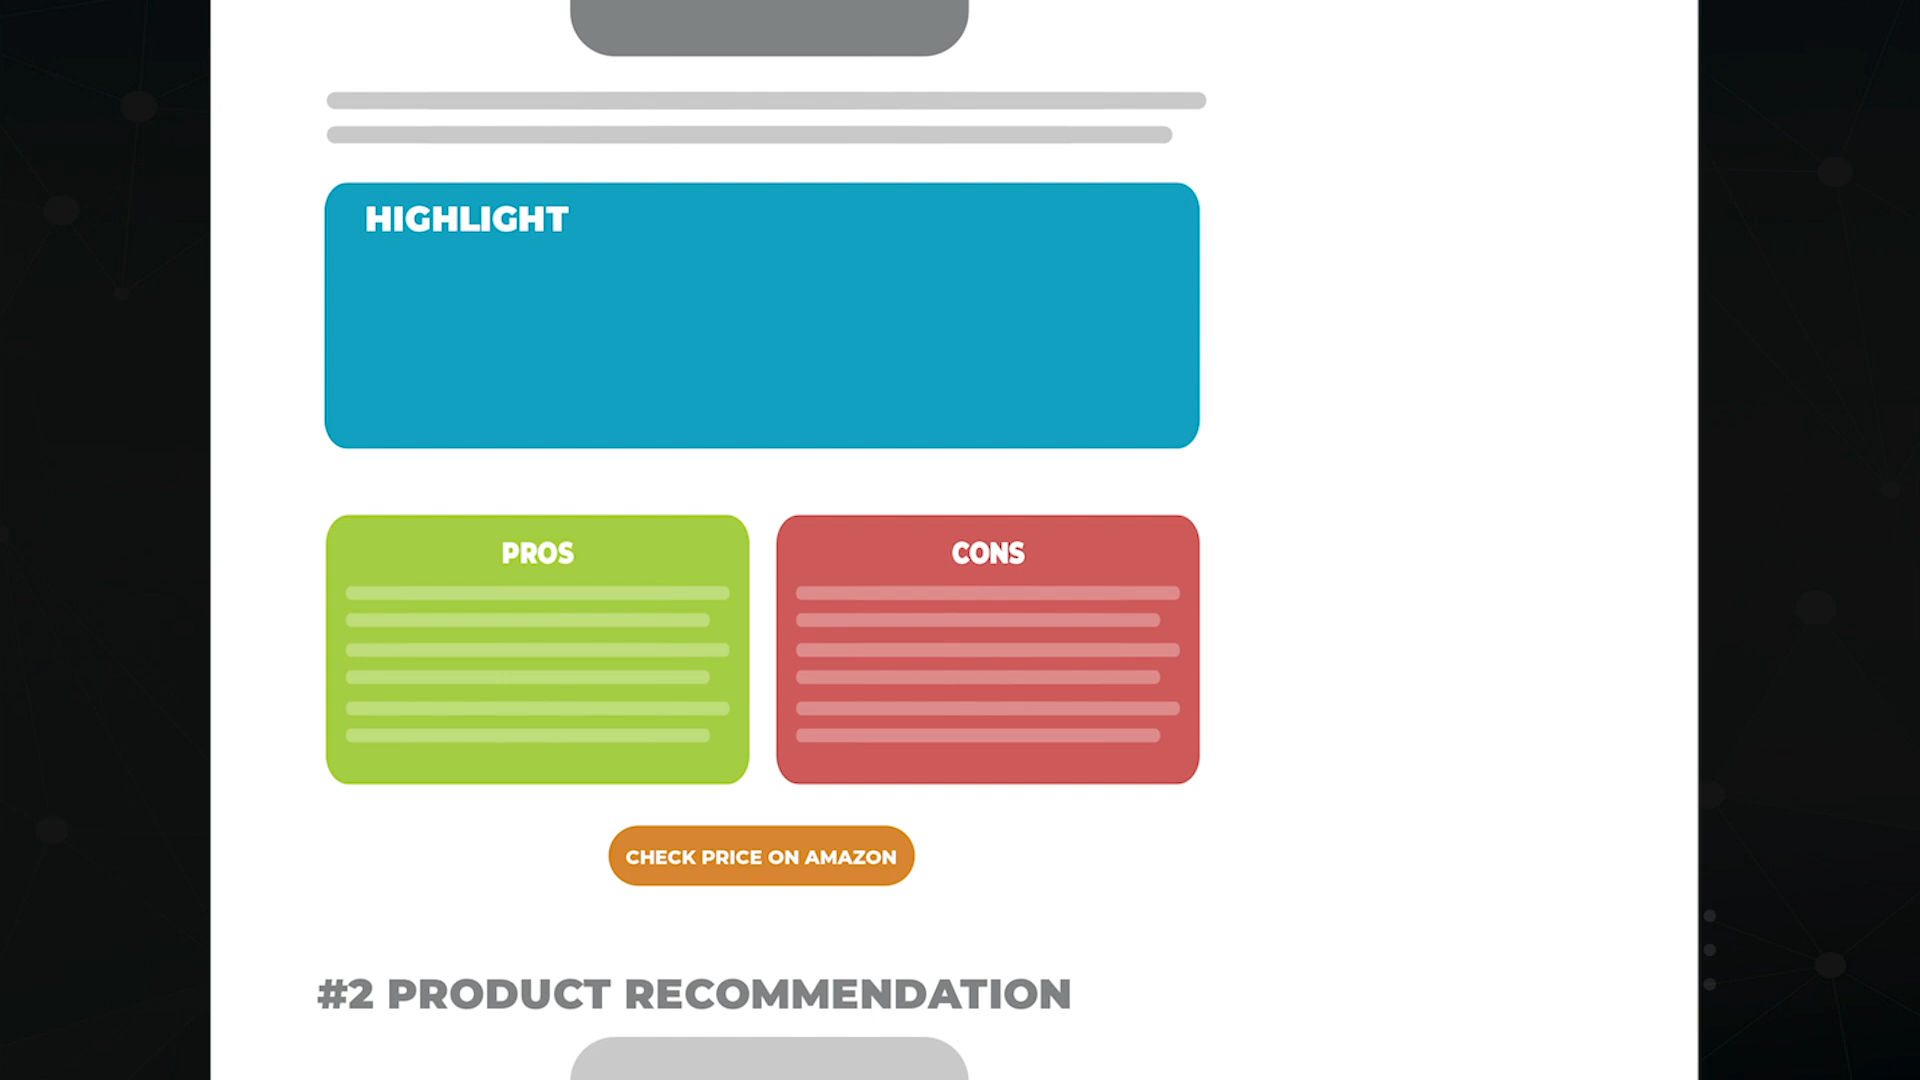 HIGHLIGHT
PROS
CONS
CHECK PRICE ON AMAZON
#2 PRODUCT RECOMMENDATION